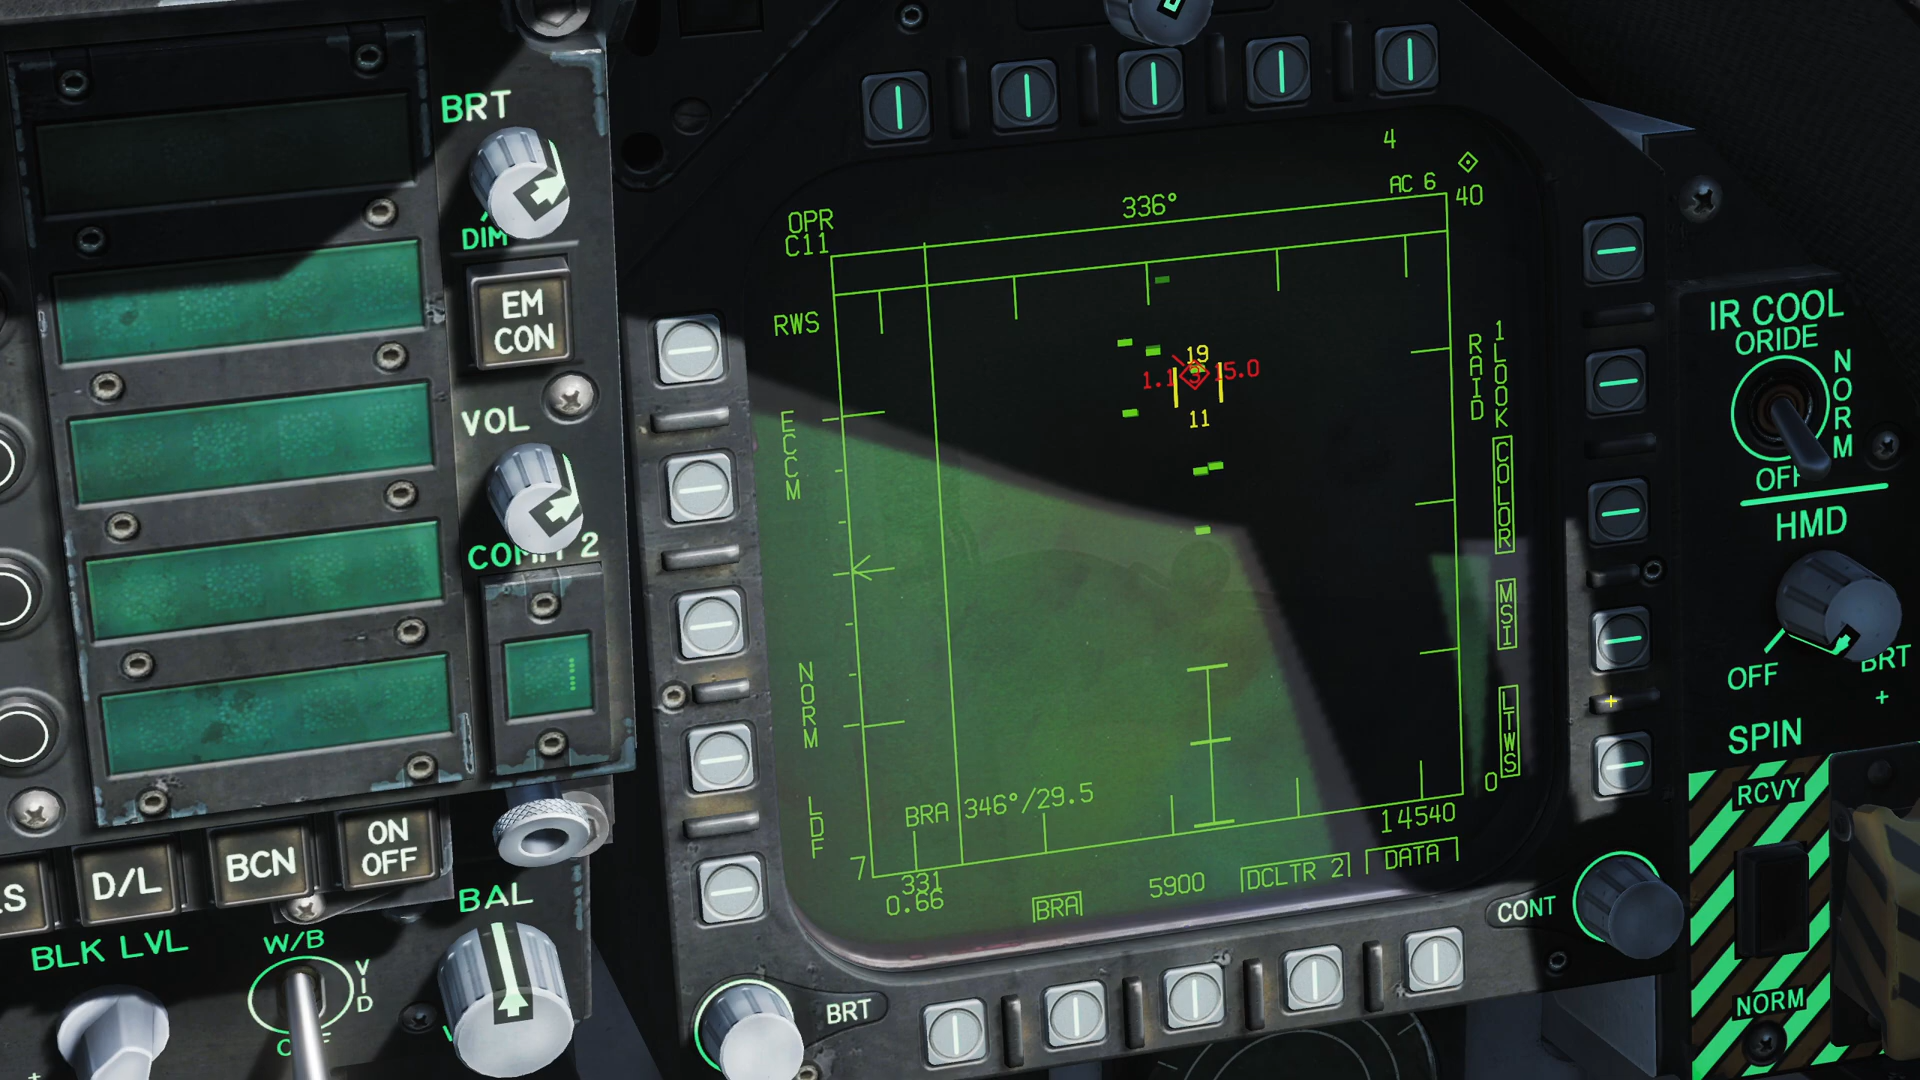 BRT
DIM
EM
CON
VOL
COMM 2
D/L
BCN
ON
OFF
BLK LVL
W/B
VID
BAL
4
AC 6
40
336°
OPR
C11
RWS
ECCM
NORM
LDF
19
1.1
3
15.0
11
1LOOK
RAID
COLOR
MSI
LTWS
0
BRA 346°/29.5
14540
7
331
0.66
BRA
5900
DCLTR 2
DATA
BRT
CONT
IR COOL
ORIDE
NORM
OFF
HMD
OFF
BRT
+
SPIN
RCVY
NORM